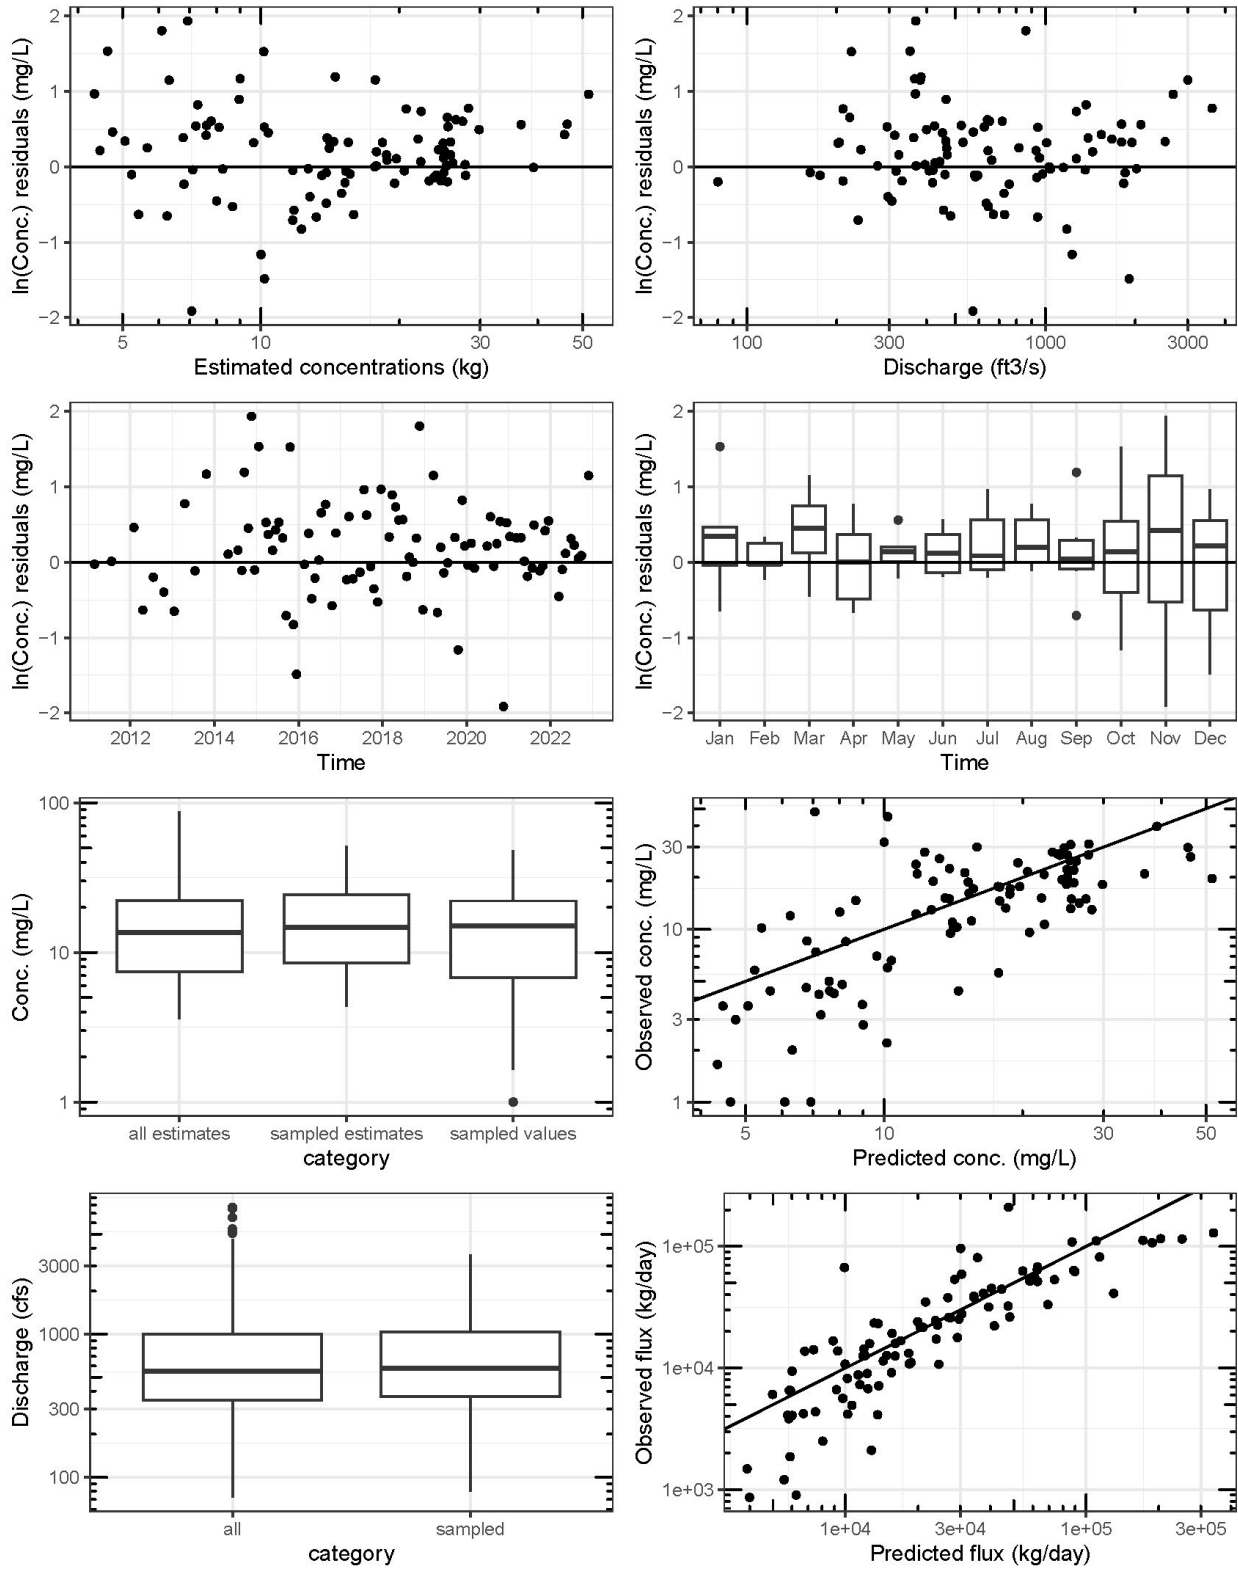 2
1
0
−1
−2
ln(Conc.) residuals (mg/L)
5 10 30 50
Estimated concentrations (kg)
2
1
0
−1
−2
ln(Conc.) residuals (mg/L)
100 300 1000 3000
Discharge (ft3/s)
2
1
0
−1
−2
ln(Conc.) residuals (mg/L)
2012 2014 2016 2018 2020 2022
Time
2
1
0
−1
−2
ln(Conc.) residuals (mg/L)
Jan Feb Mar Apr May Jun Jul Aug Sep Oct Nov Dec
Time
100
10
1
Conc. (mg/L)
all estimates sampled estimates sampled values
category
30
10
3
1
Observed conc. (mg/L)
5 10 30 50
Predicted conc. (mg/L)
3000
1000
300
100
Discharge (cfs)
all sampled
category
1e+05
1e+04
1e+03
Observed flux (kg/day)
1e+04 3e+04 1e+05 3e+05
Predicted flux (kg/day)